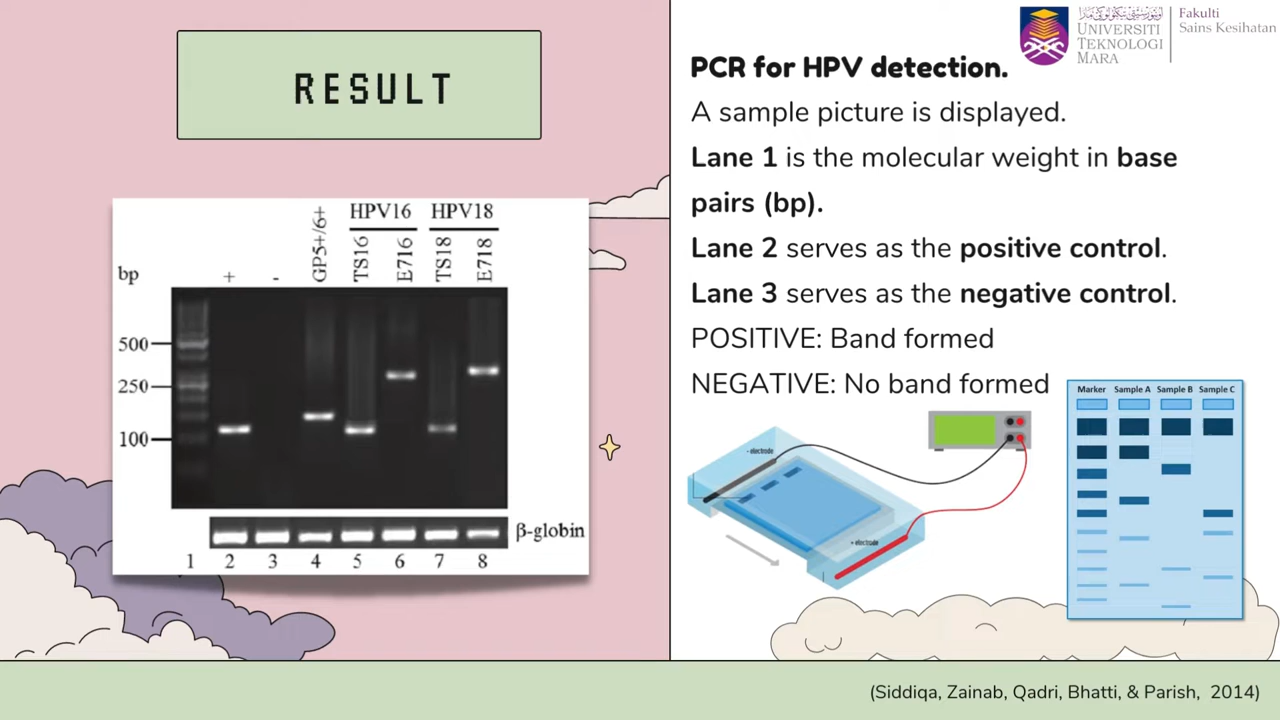 RESULT
UNIVERSITI
TEKNOLOGI
MARA
Fakulti
Sains Kesihatan
PCR for HPV detection.
A sample picture is displayed.
Lane 1 is the molecular weight in base
pairs (bp).
Lane 2 serves as the positive control.
Lane 3 serves as the negative control.
POSITIVE: Band formed
NEGATIVE: No band formed
HPV16 HPV18
bp + - GP5+/6+ TS16 E716 TS18 E718
500
250
100
β-globin
1 2 3 4 5 6 7 8
- electrode
+ electrode
Marker Sample A Sample B Sample C
(Siddiqa, Zainab, Qadri, Bhatti, & Parish, 2014)